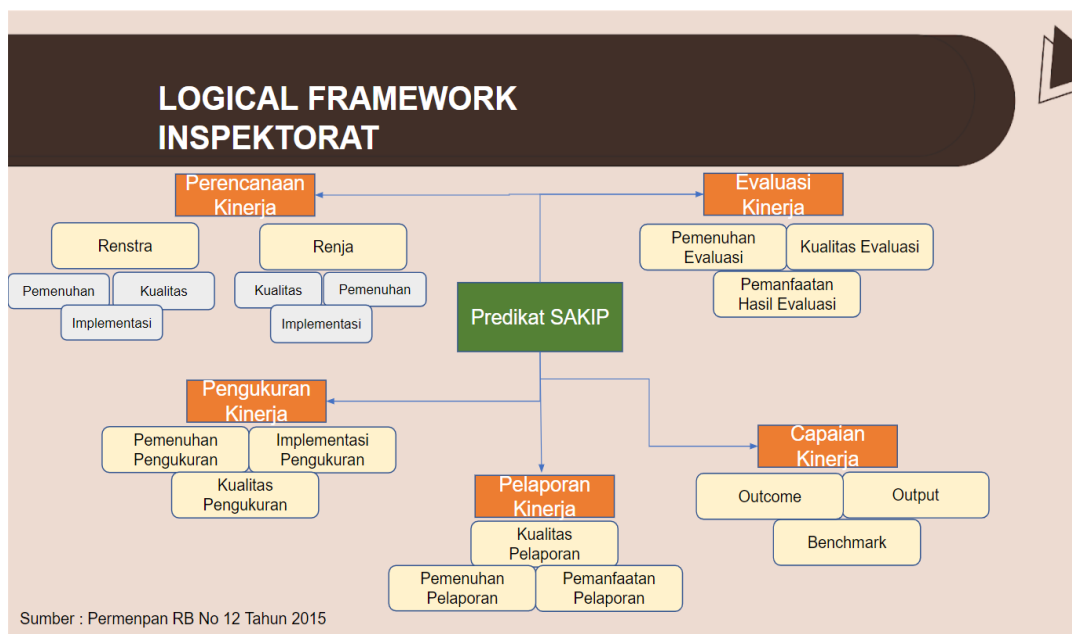 LOGICAL FRAMEWORK
INSPEKTORAT
Perencanaan
Kinerja
Renstra
Pemenuhan
Kualitas
Implementasi
Renja
Kualitas
Pemenuhan
Implementasi
Evaluasi
Kinerja
Pemenuhan
Evaluasi
Kualitas Evaluasi
Pemanfaatan
Hasil Evaluasi
Predikat SAKIP
Pengukuran
Kinerja
Pemenuhan
Pengukuran
Implementasi
Pengukuran
Kualitas
Pengukuran
Pelaporan
Kinerja
Kualitas
Pelaporan
Pemenuhan
Pelaporan
Pemanfaatan
Pelaporan
Capaian
Kinerja
Outcome
Output
Benchmark
Sumber : Permenpan RB No 12 Tahun 2015